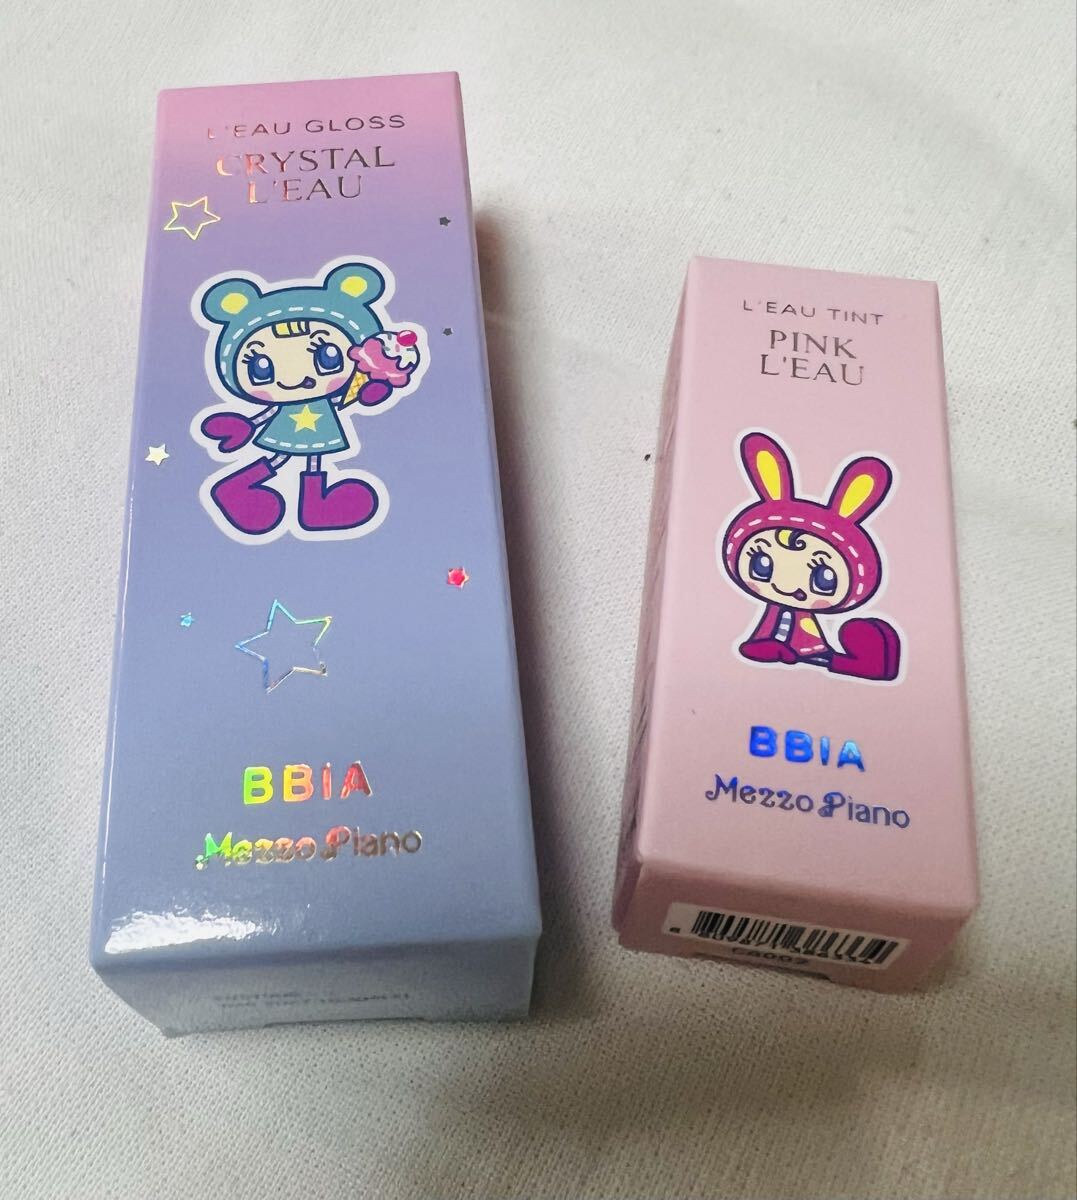 L'EAU GLOSS
CRYSTAL
L'EAU
BBIA
Mezzo Piano
L'EAU TINT
PINK
L'EAU
BBIA
Mezzo Piano